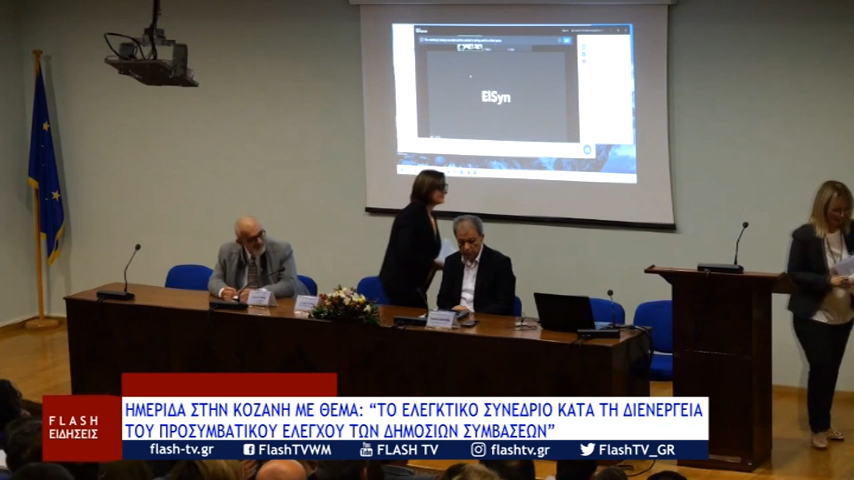 ElSyn
FLASH
ΕΙΔΗΣΕΙΣ
ΗΜΕΡΙΔΑ ΣΤΗΝ ΚΟΖΑΝΗ ΜΕ ΘΕΜΑ: “ΤΟ ΕΛΕΓΚΤΙΚΟ ΣΥΝΕΔΡΙΟ ΚΑΤΑ ΤΗ ΔΙΕΝΕΡΓΕΙΑ
ΤΟΥ ΠΡΟΣΥΜΒΑΤΙΚΟΥ ΕΛΕΓΧΟΥ ΤΩΝ ΔΗΜΟΣΙΩΝ ΣΥΜΒΑΣΕΩΝ”
flash-tv.gr FlashTVWM FLASH TV flashtv.gr FlashTV_GR